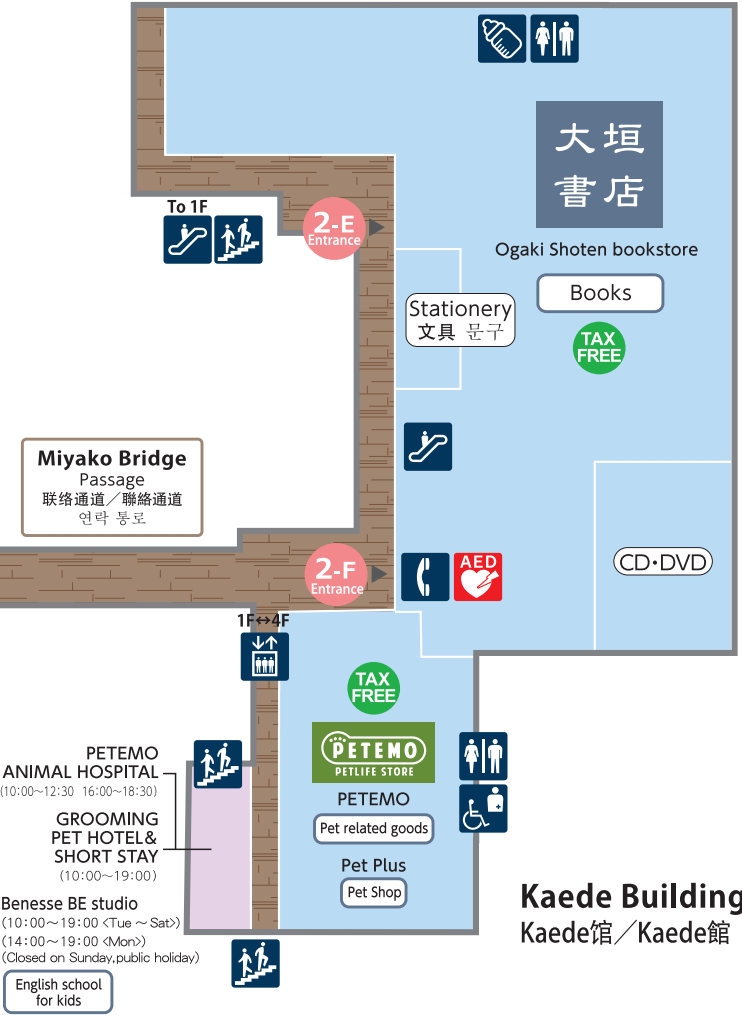 大垣
書店
To 1F
2-E
Entrance
Ogaki Shoten bookstore
Books
Stationery
文具 문구
TAX
FREE
Miyako Bridge
Passage
联络通道／聯絡通道
연락 통로
2-F
Entrance
AED
CD・DVD
1F↔4F
TAX
FREE
PETEMO
PETLIFE STORE
PETEMO
ANIMAL HOSPITAL
(10:00～12:30 16:00～18:30)
GROOMING
PET HOTEL&
SHORT STAY
(10:00～19:00)
PETEMO
Pet related goods
Pet Plus
Pet Shop
Benesse BE studio
(10:00～19:00 <Tue ～ Sat>)
(14:00～19:00 <Mon>)
(Closed on Sunday,public holiday)
English school
for kids
Kaede Building
Kaede馆／Kaede館